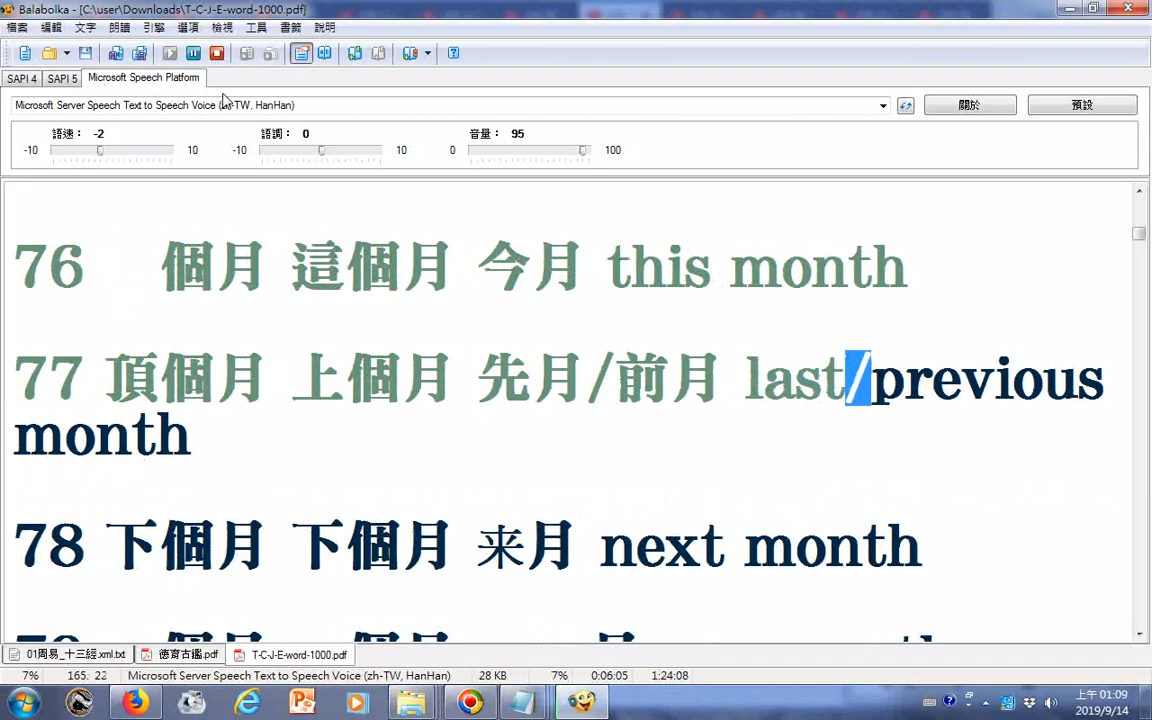 Balabolka - [C:\user\Downloads\T-C-J-E-word-1000.pdf]
檔案 編輯 文字 朗讀 引擎 選項 檢視 工具 書籤 說明
SAPI 4 SAPI 5 Microsoft Speech Platform
Microsoft Server Speech Text to Speech Voice (zh-TW, HanHan) 關於 預設
語速： -2 語調： 0 音量： 95
-10 10 -10 10 0 100
76 個月 這個月 今月 this month
77 頂個月 上個月 先月/前月 last/previous
month
78 下個月 下個月 来月 next month
01周易_十三經.xml.txt 德育古鑑.pdf T-C-J-E-word-1000.pdf
7% 165: 22 Microsoft Server Speech Text to Speech Voice (zh-TW, HanHan) 28 KB 7% 0:06:05 1:24:08
上午 01:09
2019/9/14